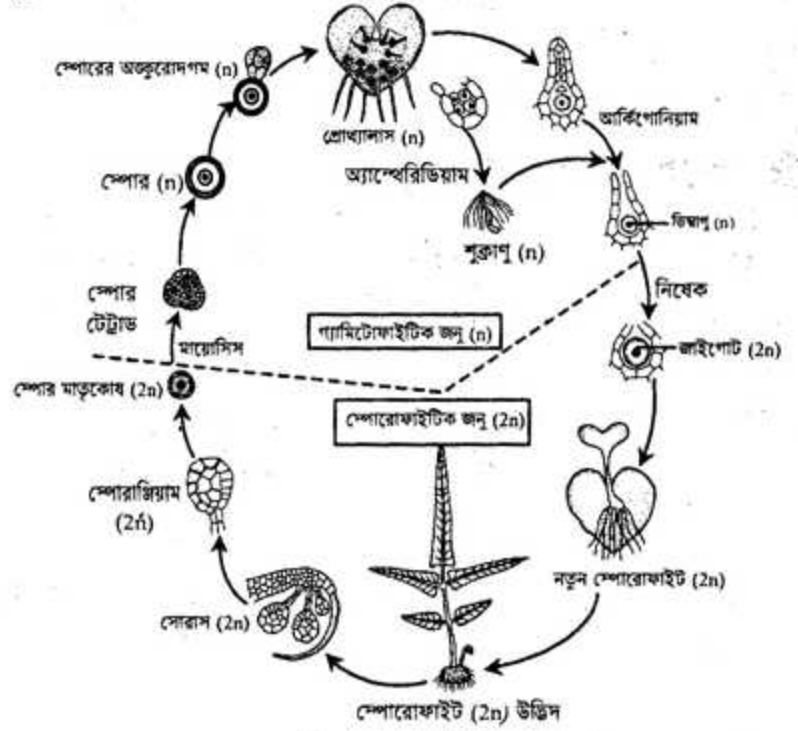 স্পোরের অঙ্কুরোদগম (n)
প্রোথ্যালাস (n)
আর্কিগোনিয়াম
স্পোর (n)
অ্যান্থেরিডিয়াম
শুক্রাণু (n)
ডিম্বাণু (n)
স্পোর
টেট্রাড
নিষেক
গ্যামিটোফাইটিক জনু (n)
মায়োসিস
জাইগোট (2n)
স্পোর মাতৃকোষ (2n)
স্পোরোফাইটিক জনু (2n)
স্পোরাঞ্জিয়াম
(2n)
নতুন স্পোরোফাইট (2n)
সোরাস (2n)
স্পোরোফাইট (2n) উদ্ভিদ